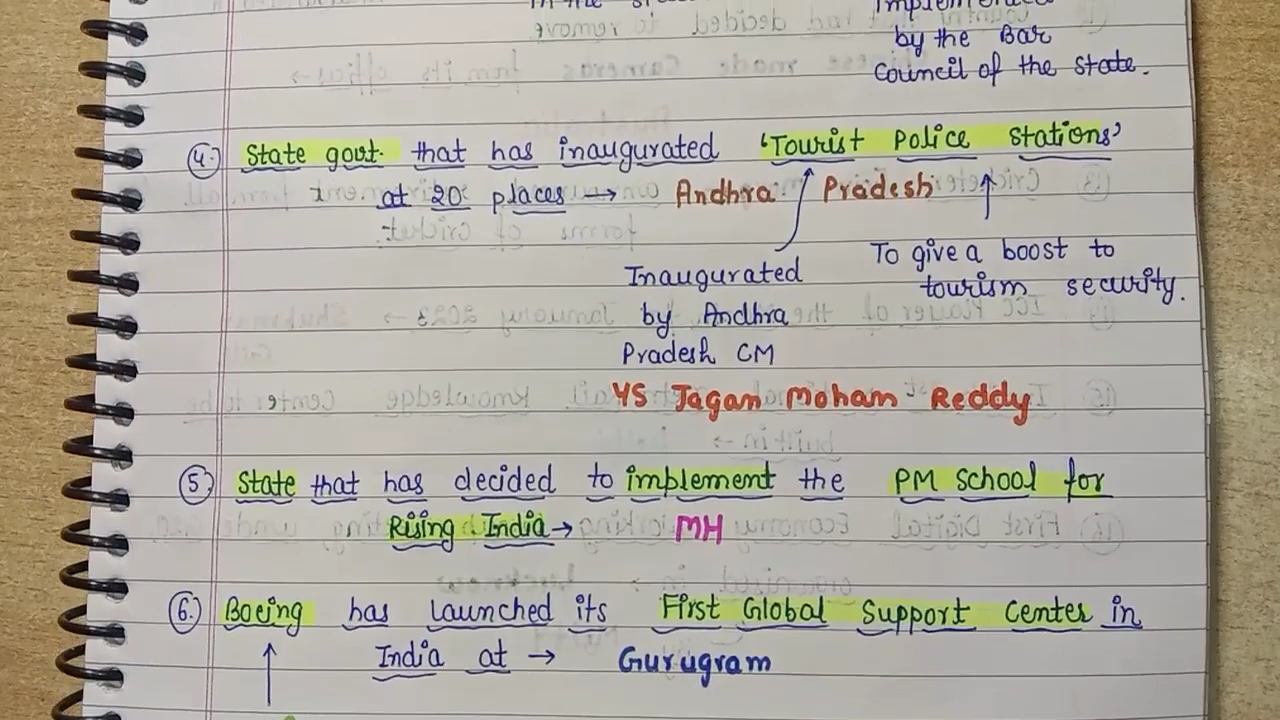 by the Bar
Council of the state.
4. State govt. that has inaugurated 'Tourist Police Stations'
at 20 places → Andhra Pradesh
To give a boost to
tourism security.
Inaugurated
by Andhra
Pradesh CM
YS Jagan Mohan Reddy
5. State that has decided to implement the PM School for
Rising India → MH
6. Boeing has launched its First Global Support Center in
India at → Gurugram